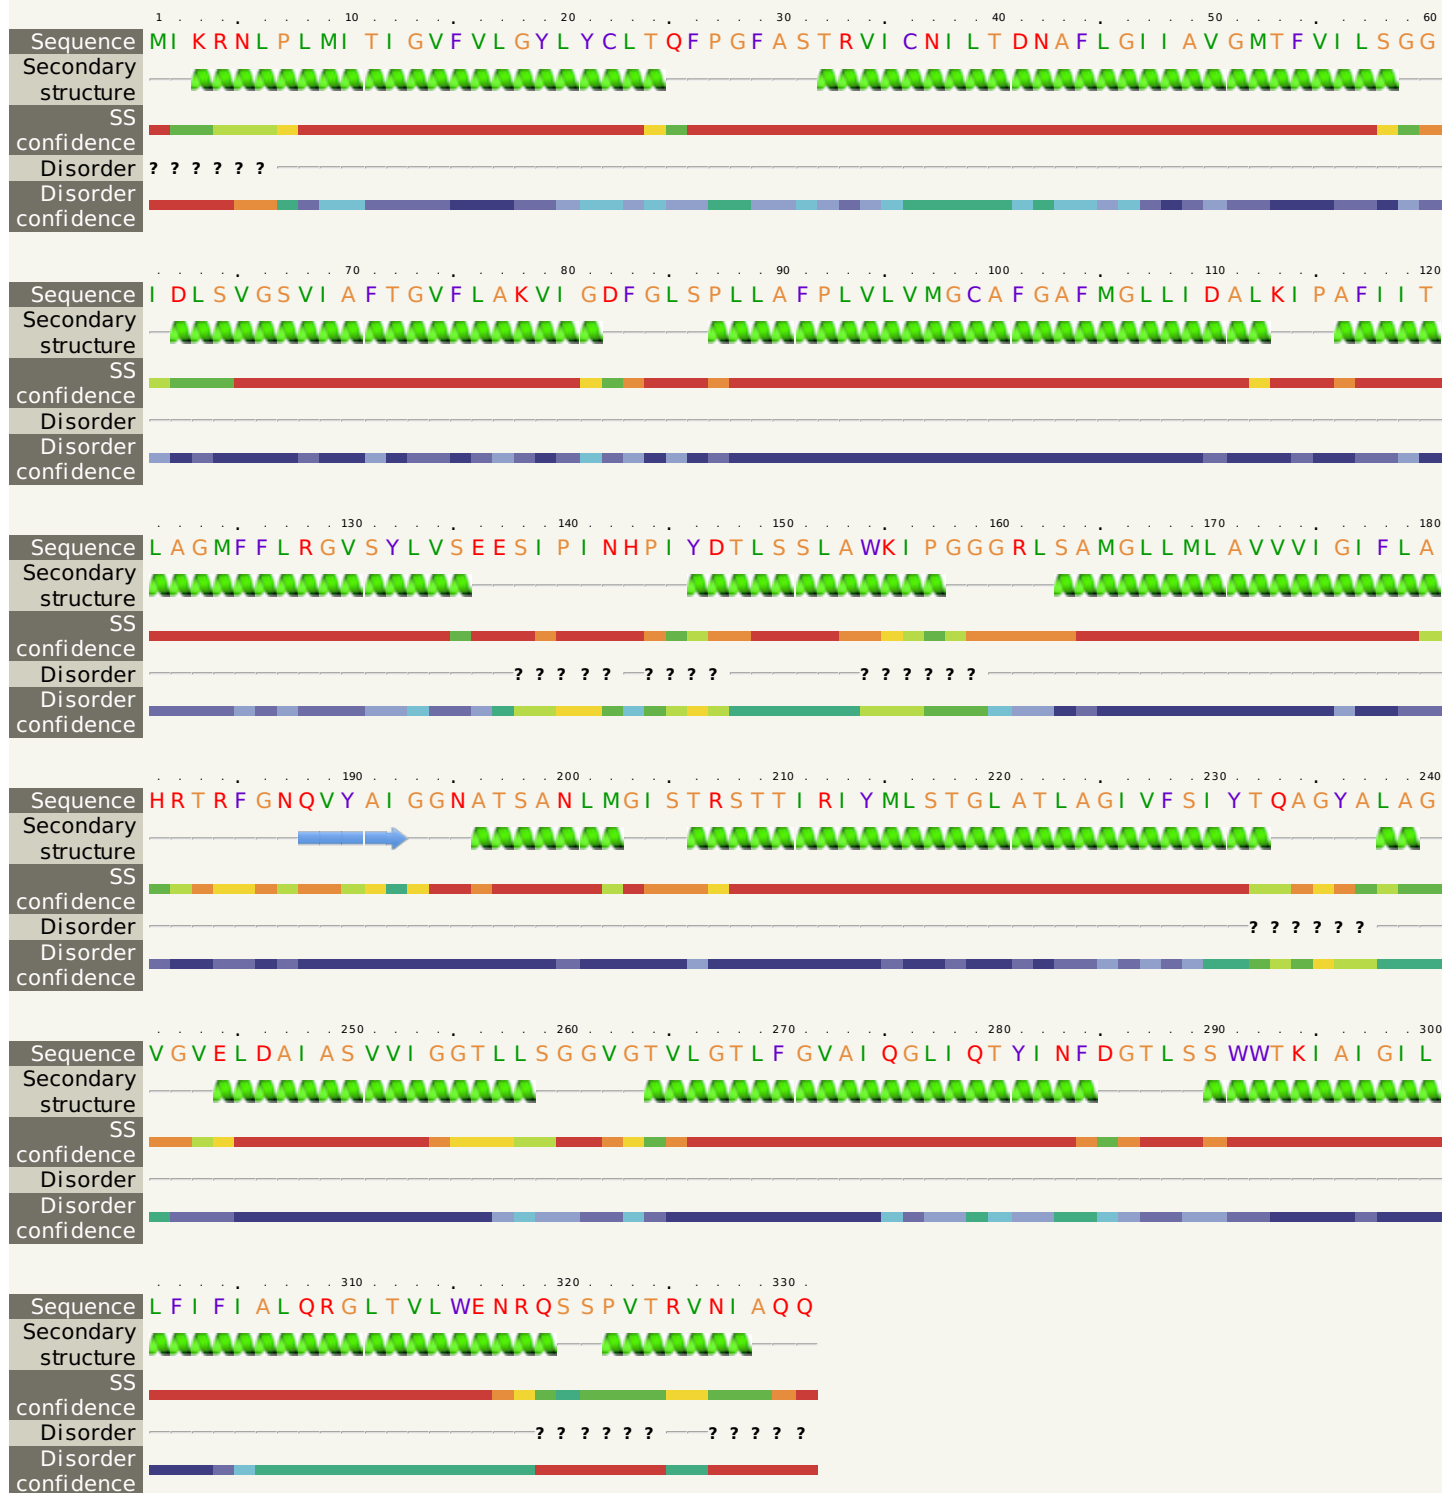 1 10 20 30 40 50 60
Sequence MIKRNLPLMITIGVFVLGYLYCLTQFPGFASTRVICNILTDNAFLGIIAVGMTFVILSGG
Secondary
structure
SS
confidence
Disorder ? ? ? ? ? ?
Disorder
confidence
70 80 90 100 110 120
Sequence IDLSVGSVIAFTGVFLAKVIGDFGLSPLLAFPLVLVMGCAFGAFMGLLIDALKIPAFIIT
Secondary
structure
SS
confidence
Disorder
Disorder
confidence
130 140 150 160 170 180
Sequence LAGMFFLRGVSYLVSEESIPINHPIYDTLSSLAWKIPGGGRLSAMGLLMLAVVVIGIFLA
Secondary
structure
SS
confidence
Disorder ? ? ? ? ? ? ? ? ? ? ? ? ? ? ?
Disorder
confidence
190 200 210 220 230 240
Sequence HRTRFGNQVYAIGGNATSANLMGISTRSTTIRIYMLSTGLATLAGIVFSIYTQAGYALAG
Secondary
structure
SS
confidence
Disorder ? ? ? ? ? ?
Disorder
confidence
250 260 270 280 290 300
Sequence VGVELDAIASVVIGGTLLSGGVGTVLGTLFGVAIQGLIQTYINFDGTLSSWWTKIAIGIL
Secondary
structure
SS
confidence
Disorder
Disorder
confidence
310 320 330
Sequence LFIFIALQRGLTVLWENRQSSPVTRVNIAQQ
Secondary
structure
SS
confidence
Disorder ? ? ? ? ? ? ? ? ? ? ?
Disorder
confidence